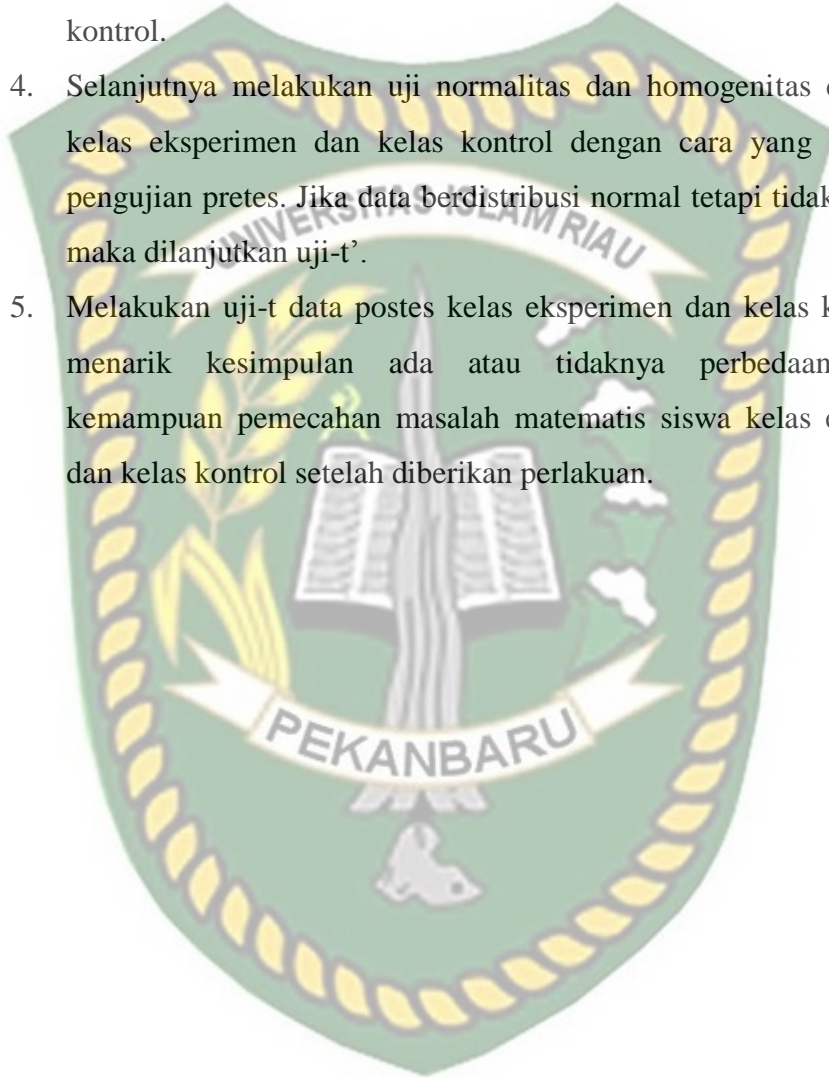 kontrol.
4. Selanjutnya melakukan uji normalitas dan homogenitas
kelas eksperimen dan kelas kontrol dengan cara yang
pengujian pretes. Jika data berdistribusi normal tetapi tidak
maka dilanjutkan uji-t’.
5. Melakukan uji-t data postes kelas eksperimen dan kelas
menarik kesimpulan ada atau tidaknya perbedaan
kemampuan pemecahan masalah matematis siswa kelas
dan kelas kontrol setelah diberikan perlakuan.
UNIVERSITAS ISLAM RIAU
PEKANBARU